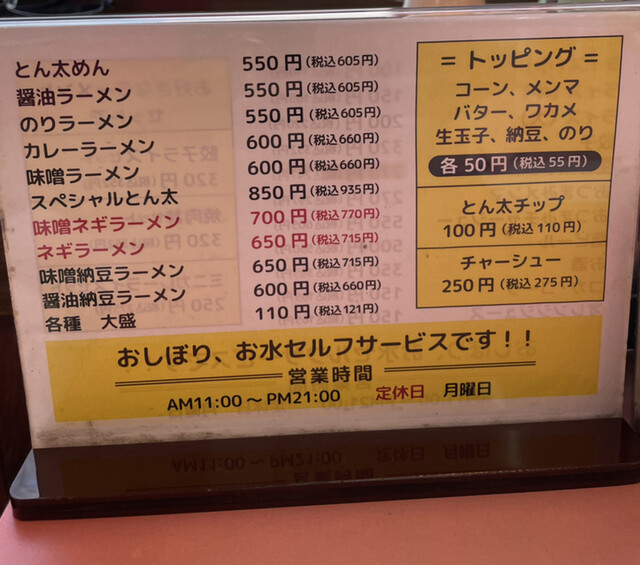 とん太めん 550円(税込605円)
醤油ラーメン 550円(税込605円)
のりラーメン 550円(税込605円)
カレーラーメン 600円(税込660円)
味噌ラーメン 600円(税込660円)
スペシャルとん太 850円(税込935円)
味噌ネギラーメン 700円(税込770円)
ネギラーメン 650円(税込715円)
味噌納豆ラーメン 650円(税込715円)
醤油納豆ラーメン 600円(税込660円)
各種 大盛 110円(税込121円)
= トッピング =
コーン、メンマ
バター、ワカメ
生玉子、納豆、のり
各50円(税込55円)
とん太チップ
100円(税込110円)
チャーシュー
250円(税込275円)
おしぼり、お水セルフサービスです！！
営業時間
AM11:00～PM21:00 定休日 月曜日